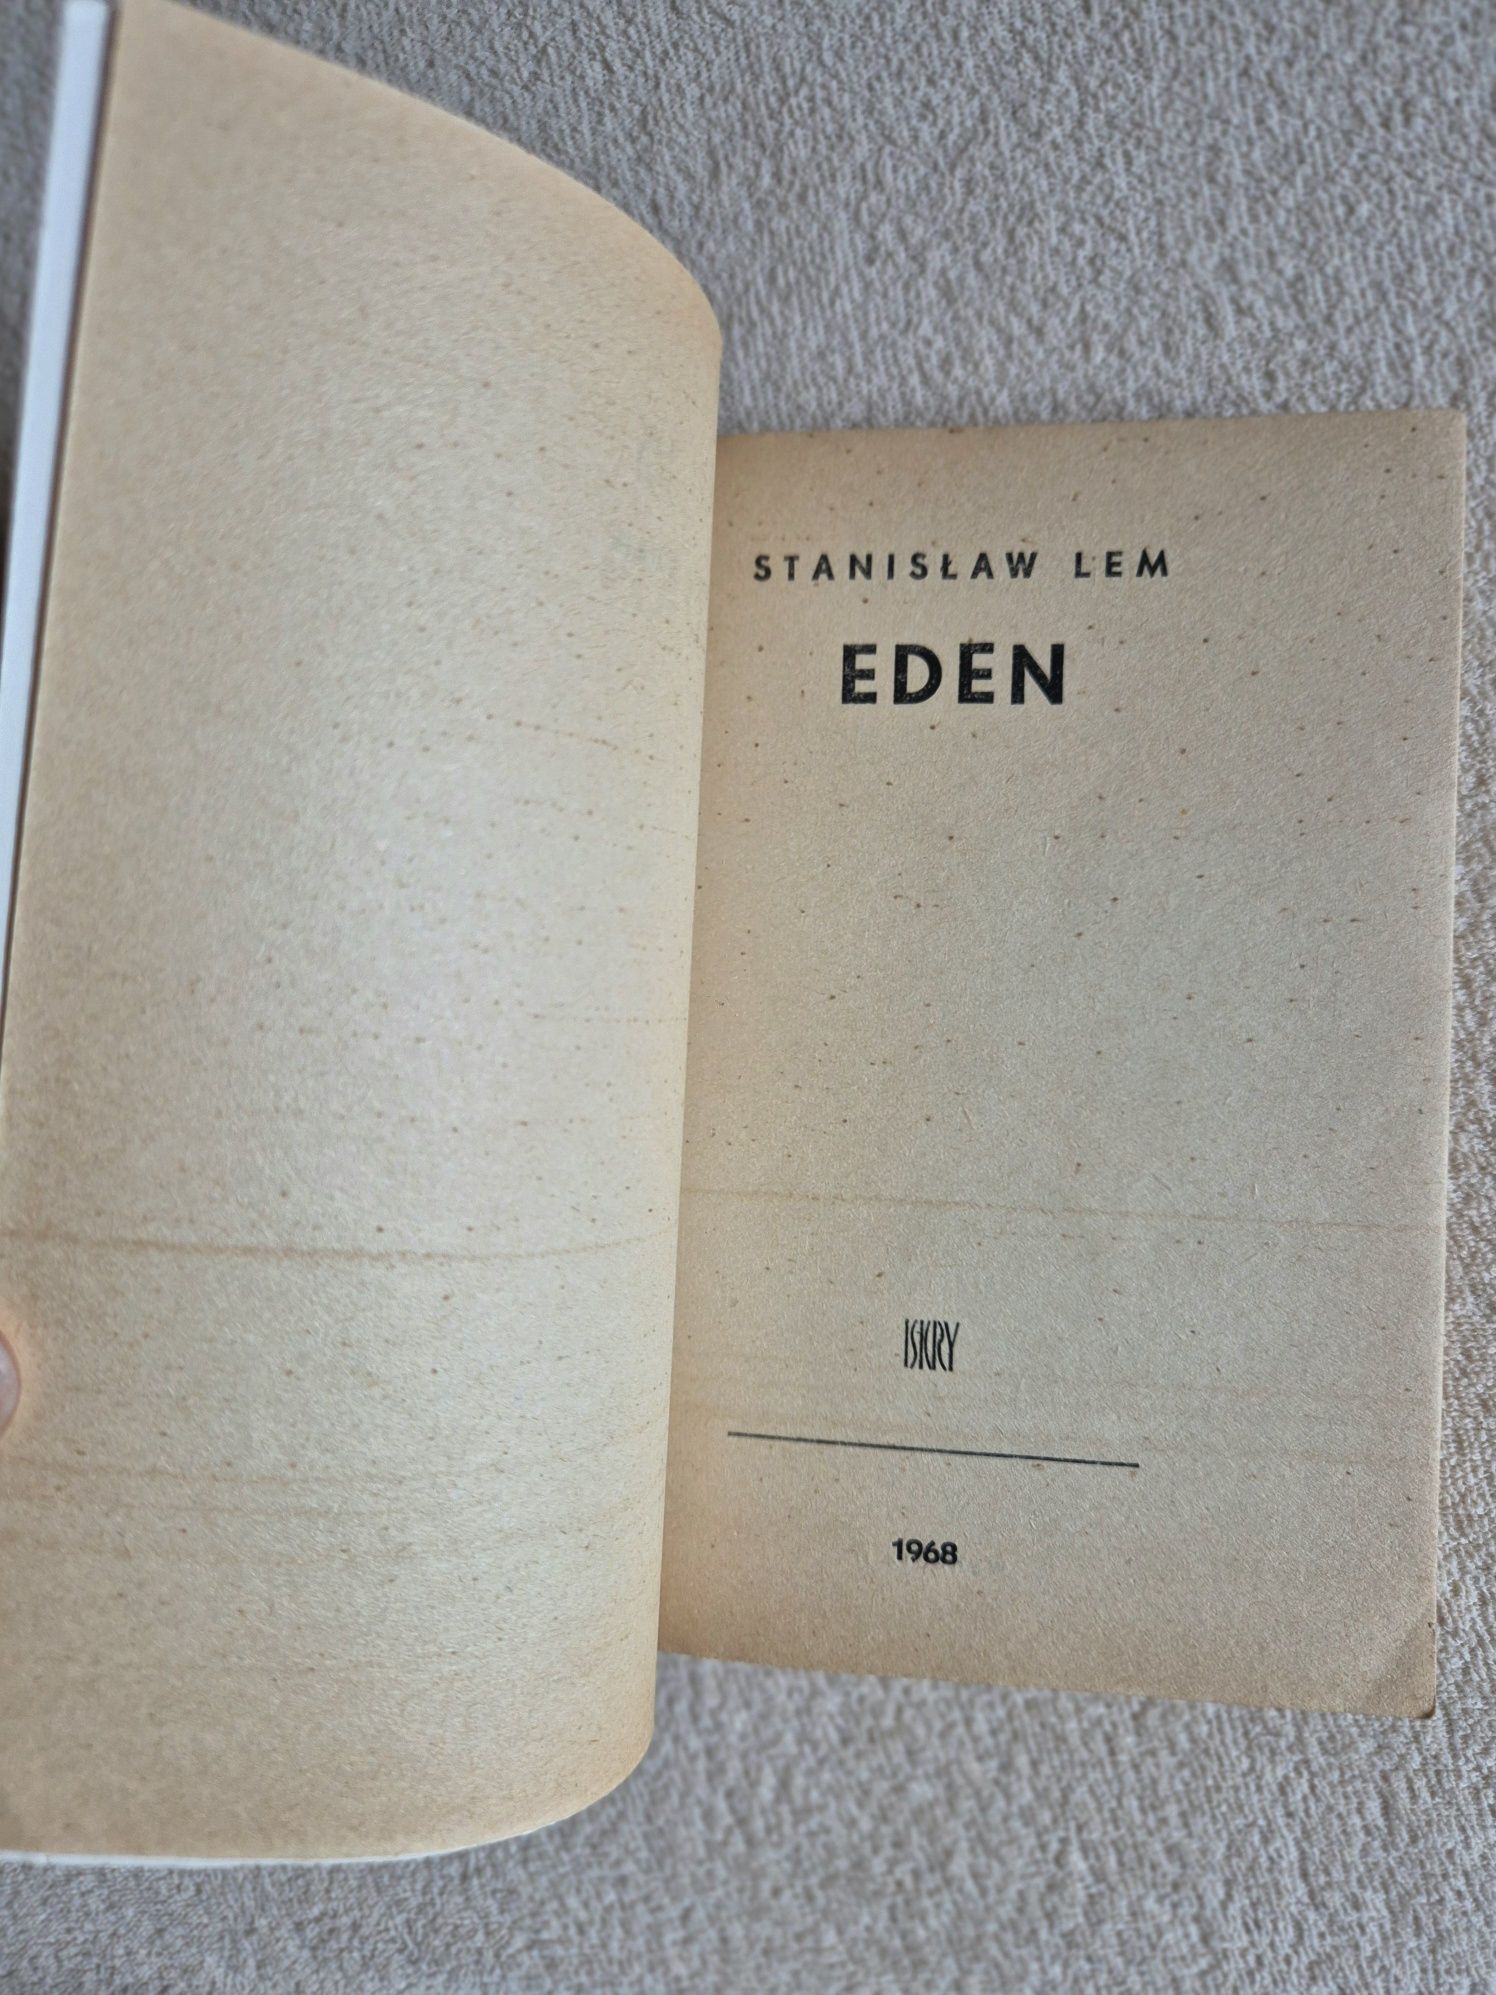 STANISŁAW LEM
EDEN
ISKRY
1968